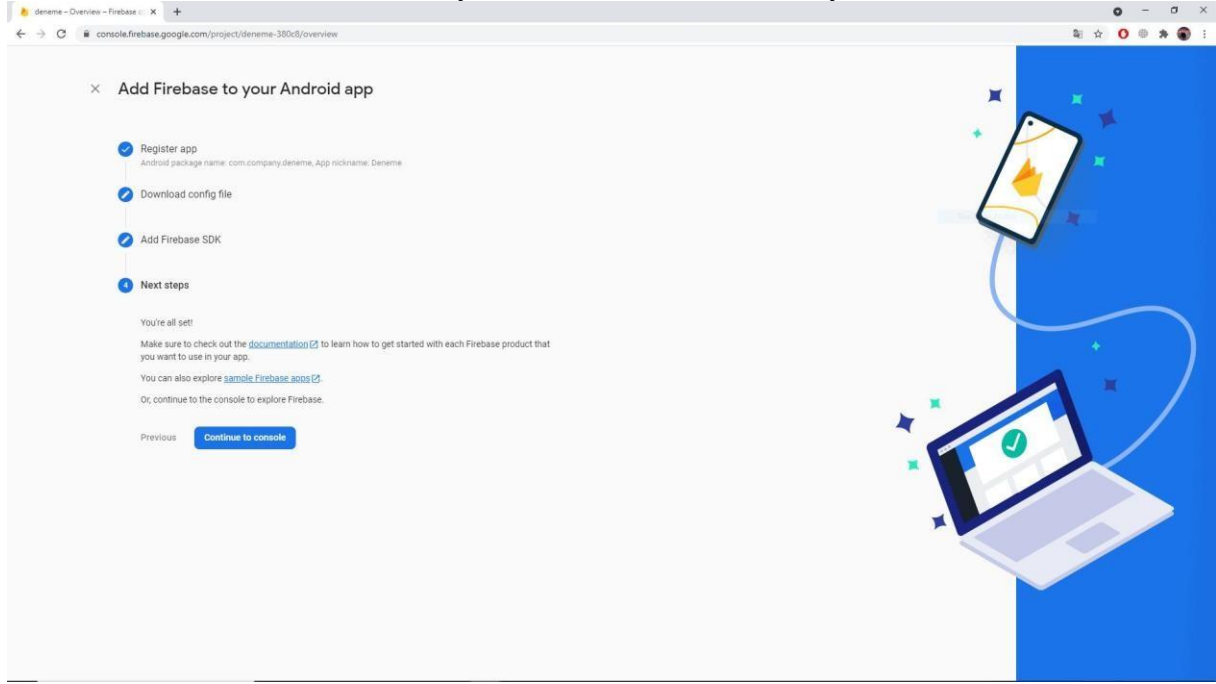 deneme – Overview – Firebase c
console.firebase.google.com/project/deneme-380c8/overview
Add Firebase to your Android app
Register app
Android package name: com.company.deneme, App nickname: Deneme
Download config file
Add Firebase SDK
4 Next steps
You're all set!
Make sure to check out the documentation to learn how to get started with each Firebase product that
you want to use in your app.
You can also explore sample Firebase apps.
Or, continue to the console to explore Firebase.
Previous Continue to console